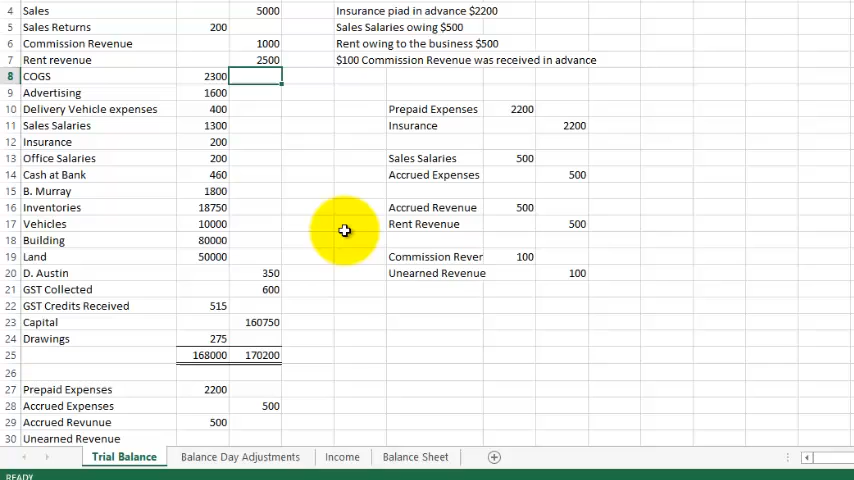 4 Sales 5000 Insurance piad in advance $2200
5 Sales Returns 200 Sales Salaries owing $500
6 Commission Revenue 1000 Rent owing to the business $500
7 Rent revenue 2500 $100 Commission Revenue was received in advance
8 COGS 2300
9 Advertising 1600
10 Delivery Vehicle expenses 400 Prepaid Expenses 2200
11 Sales Salaries 1300 Insurance 2200
12 Insurance 200
13 Office Salaries 200 Sales Salaries 500
14 Cash at Bank 460 Accrued Expenses 500
15 B. Murray 1800
16 Inventories 18750 Accrued Revenue 500
17 Vehicles 10000 Rent Revenue 500
18 Building 80000
19 Land 50000 Commission Rever 100
20 D. Austin 350 Unearned Revenue 100
21 GST Collected 600
22 GST Credits Received 515
23 Capital 160750
24 Drawings 275
25 168000 170200
26
27 Prepaid Expenses 2200
28 Accrued Expenses 500
29 Accrued Revunue 500
30 Unearned Revenue
Trial Balance Balance Day Adjustments Income Balance Sheet
READY